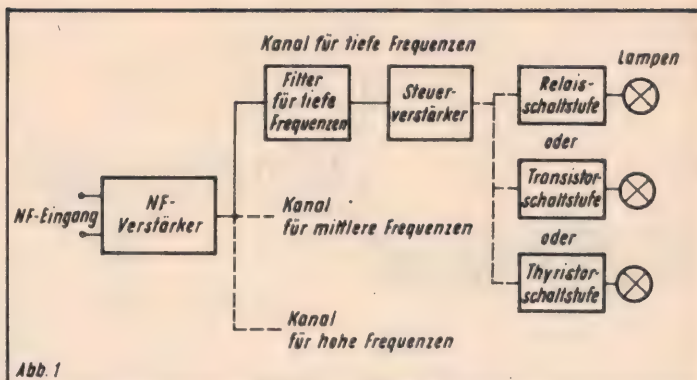 Kanal für tiefe Frequenzen
Lampen
Filter
für tiefe
Frequenzen
Steuer-
verstärker
Relais-
schaltstufe
oder
NF-Eingang
NF-
Verstärker
Kanal
für mittlere Frequenzen
Transistor-
schaltstufe
oder
Thyristor-
schaltstufe
Kanal
für hohe Frequenzen
Abb. 1